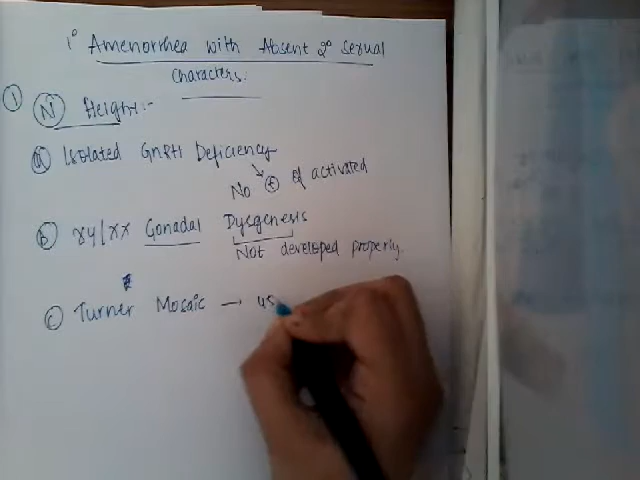 1° Amenorrhea with Absent 2° sexual
characters.
① Ⓝ Height:-
ⓐ Isolated GnRH Deficiency
No ⊕ of activated
ⓑ XY/XX Gonadal Dysgenesis
Not developed properly.
ⓒ Turner Mosaic → 45